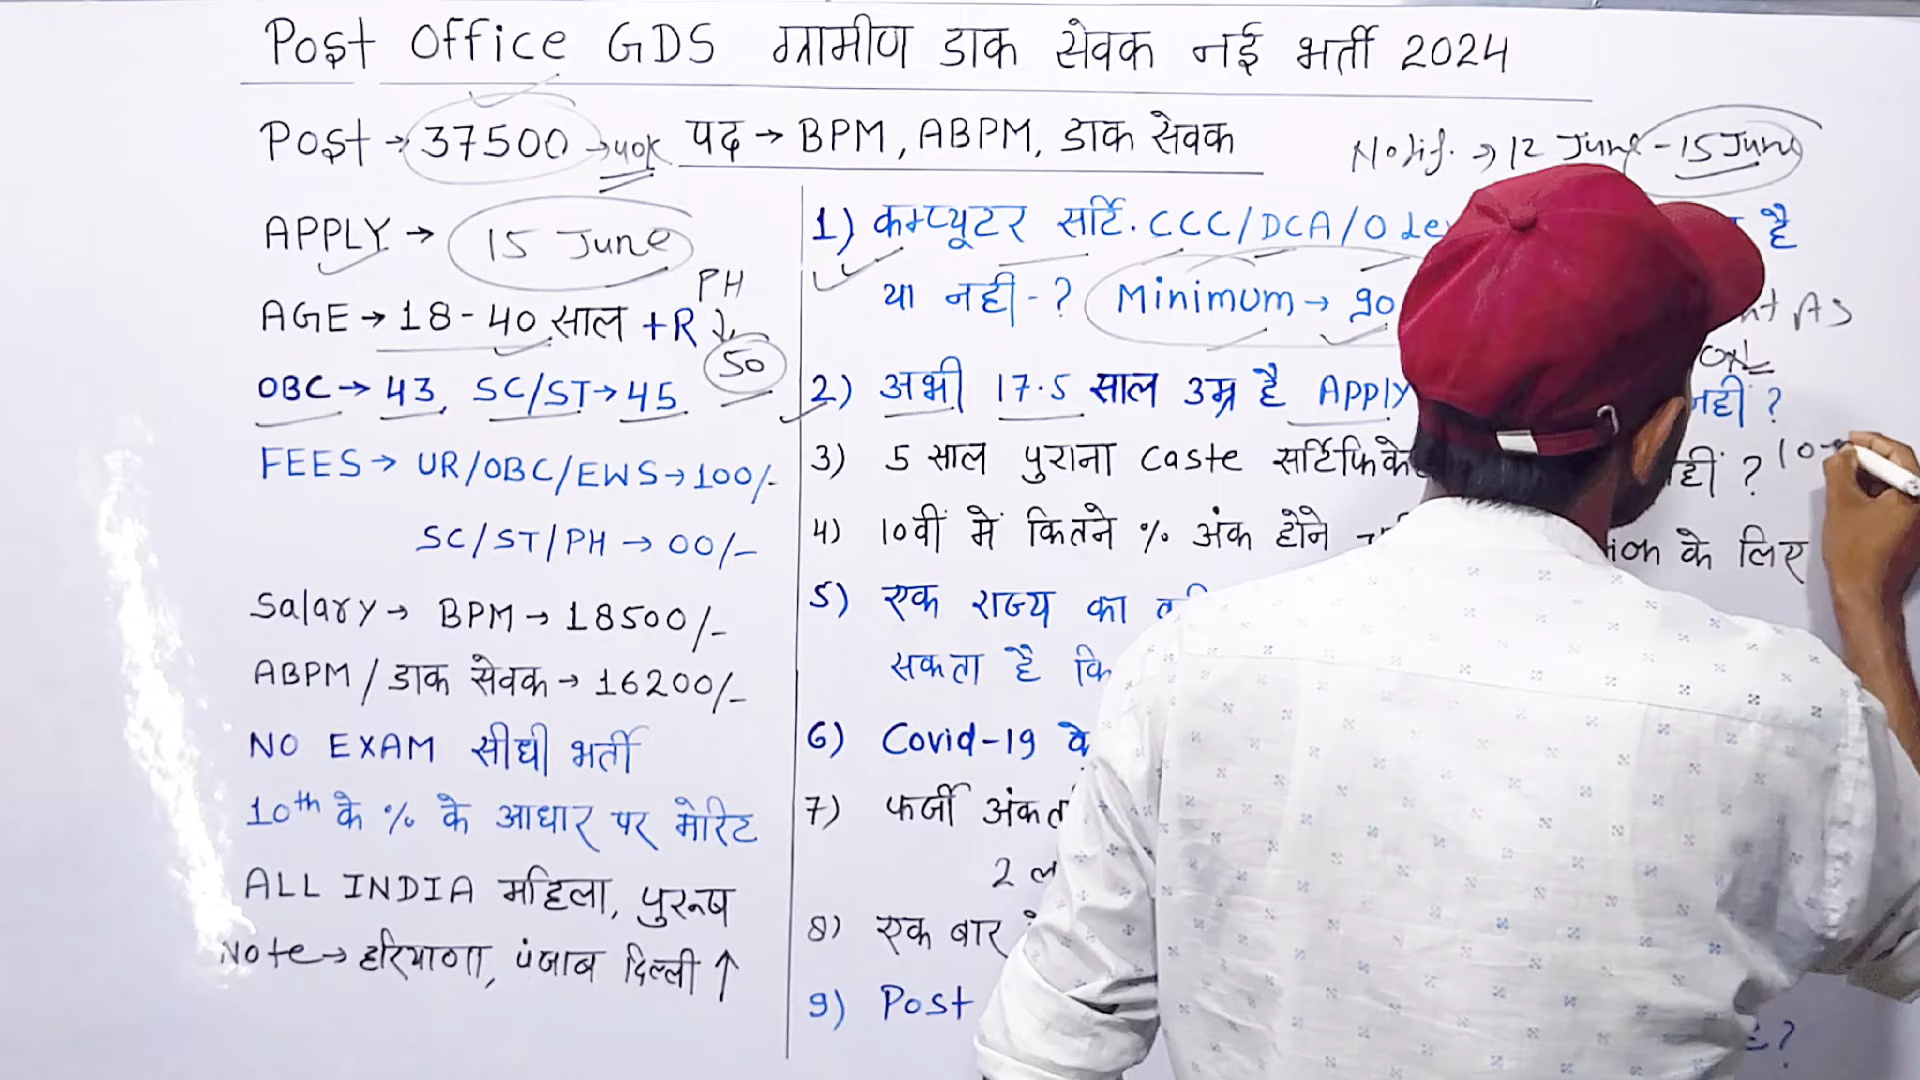 Post Office GDS ग्रामीण डाक सेवक नई भर्ती 2024
Post → 37500 → 40k पद → BPM, ABPM, डाक सेवक
Notif. → 12 June - 15 June
APPLY → 15 June
AGE → 18 - 40 साल + R
PH ↓ 50
OBC → 43, SC/ST → 45
FEES → UR/OBC/EWS → 100/-
SC/ST/PH → 00/-
Salary → BPM → 18500/-
ABPM / डाक सेवक → 16200/-
NO EXAM सीधी भर्ती
10th के % के आधार पर मेरिट
ALL INDIA महिला, पुरूष
Note → हरियाणा, पंजाब दिल्ली ↑
1) कम्प्यूटर सर्टि. CCC/DCA/O है
या नही - ? Minimum → 90
AS
2) अभी 17.5 साल उम्र है APPLY नहीं ?
3) 5 साल पुराना Caste ?
4) 10वीं में कितने % अंक होने के लिए
5) एक राज्य का
सकता है कि
6) Covid-19
7) फर्जी
2
8) एक बार
9) Post ?